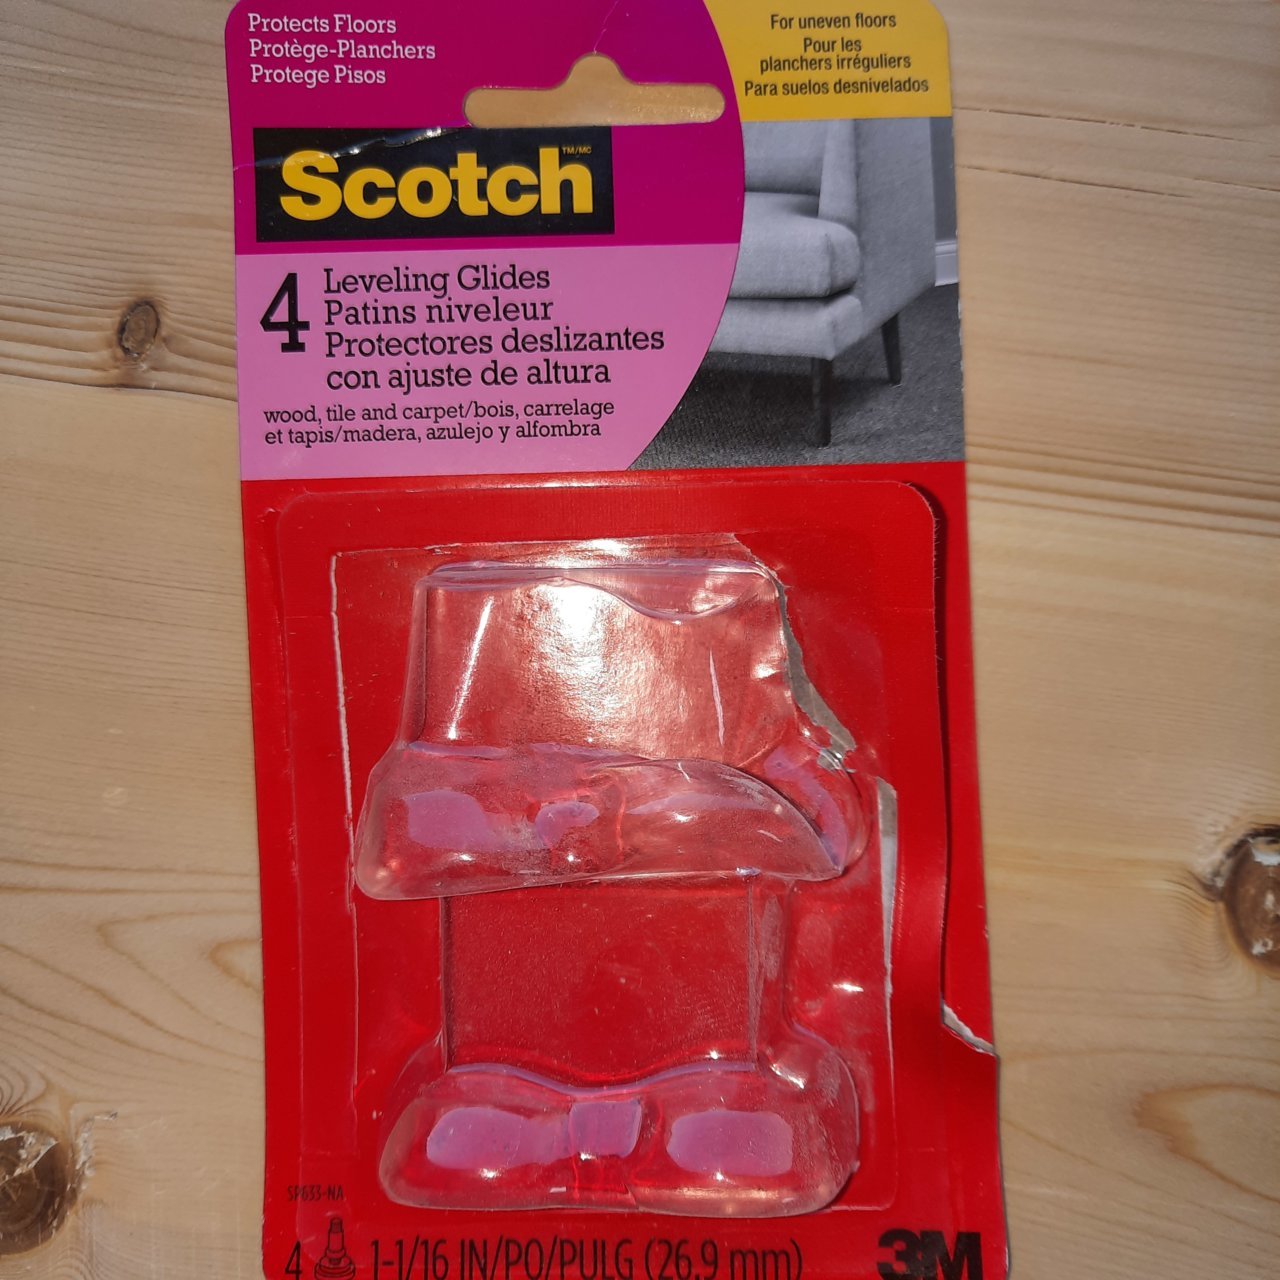 Protects Floors
Protège-Planchers
Protege Pisos
For uneven floors
Pour les
planchers irréguliers
Para suelos desnivelados
Scotch TM/MC
4 Leveling Glides
Patins niveleur
Protectores deslizantes
con ajuste de altura
wood, tile and carpet/bois, carrelage
et tapis/madera, azulejo y alfombra
SP633-NA
4 1-1/16 IN/PO/PULG (26.9 mm)
3M